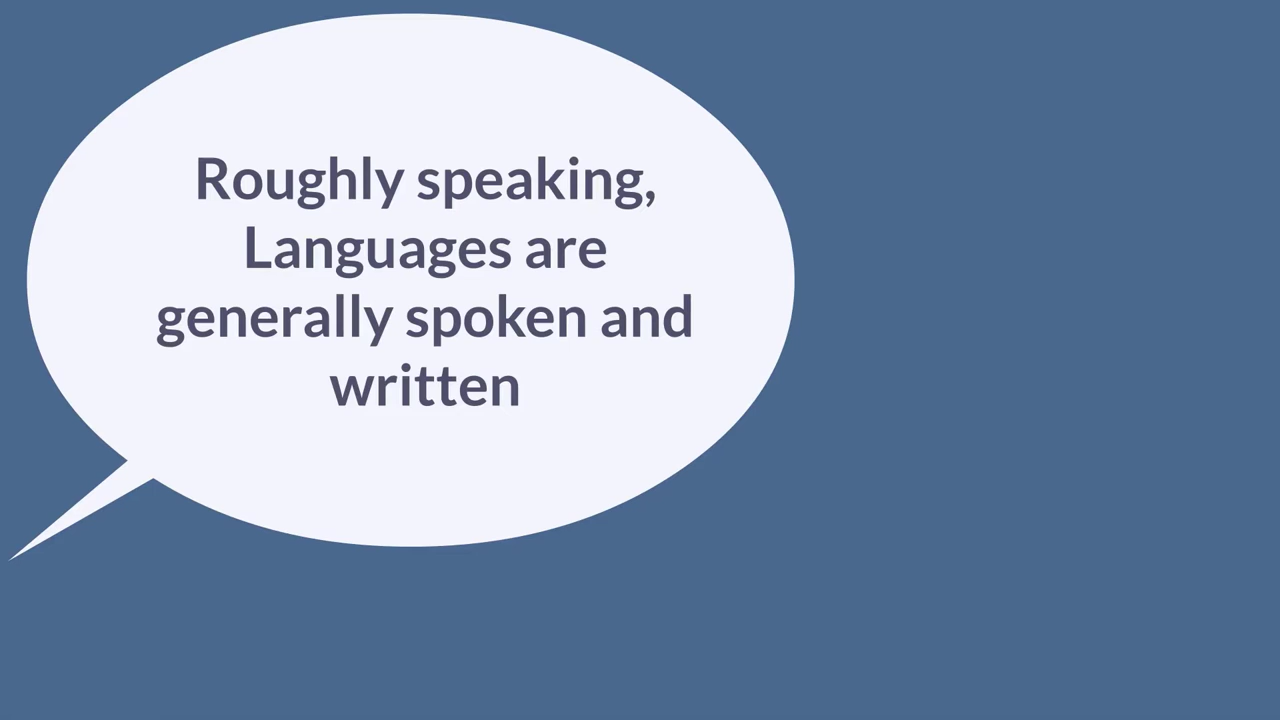 Roughly speaking,
Languages are
generally spoken and
written